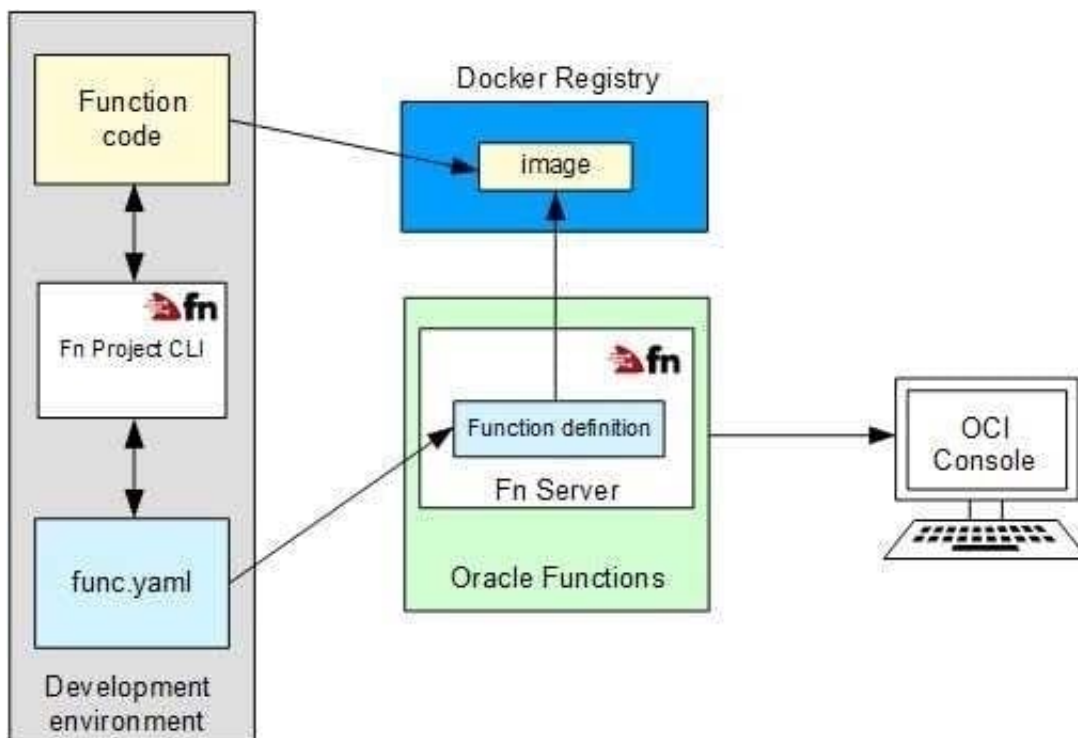 Function
code
Docker Registry
image
fn
Fn Project CLI
fn
Function definition
Fn Server
OCI
Console
func.yaml
Oracle Functions
Development
environment